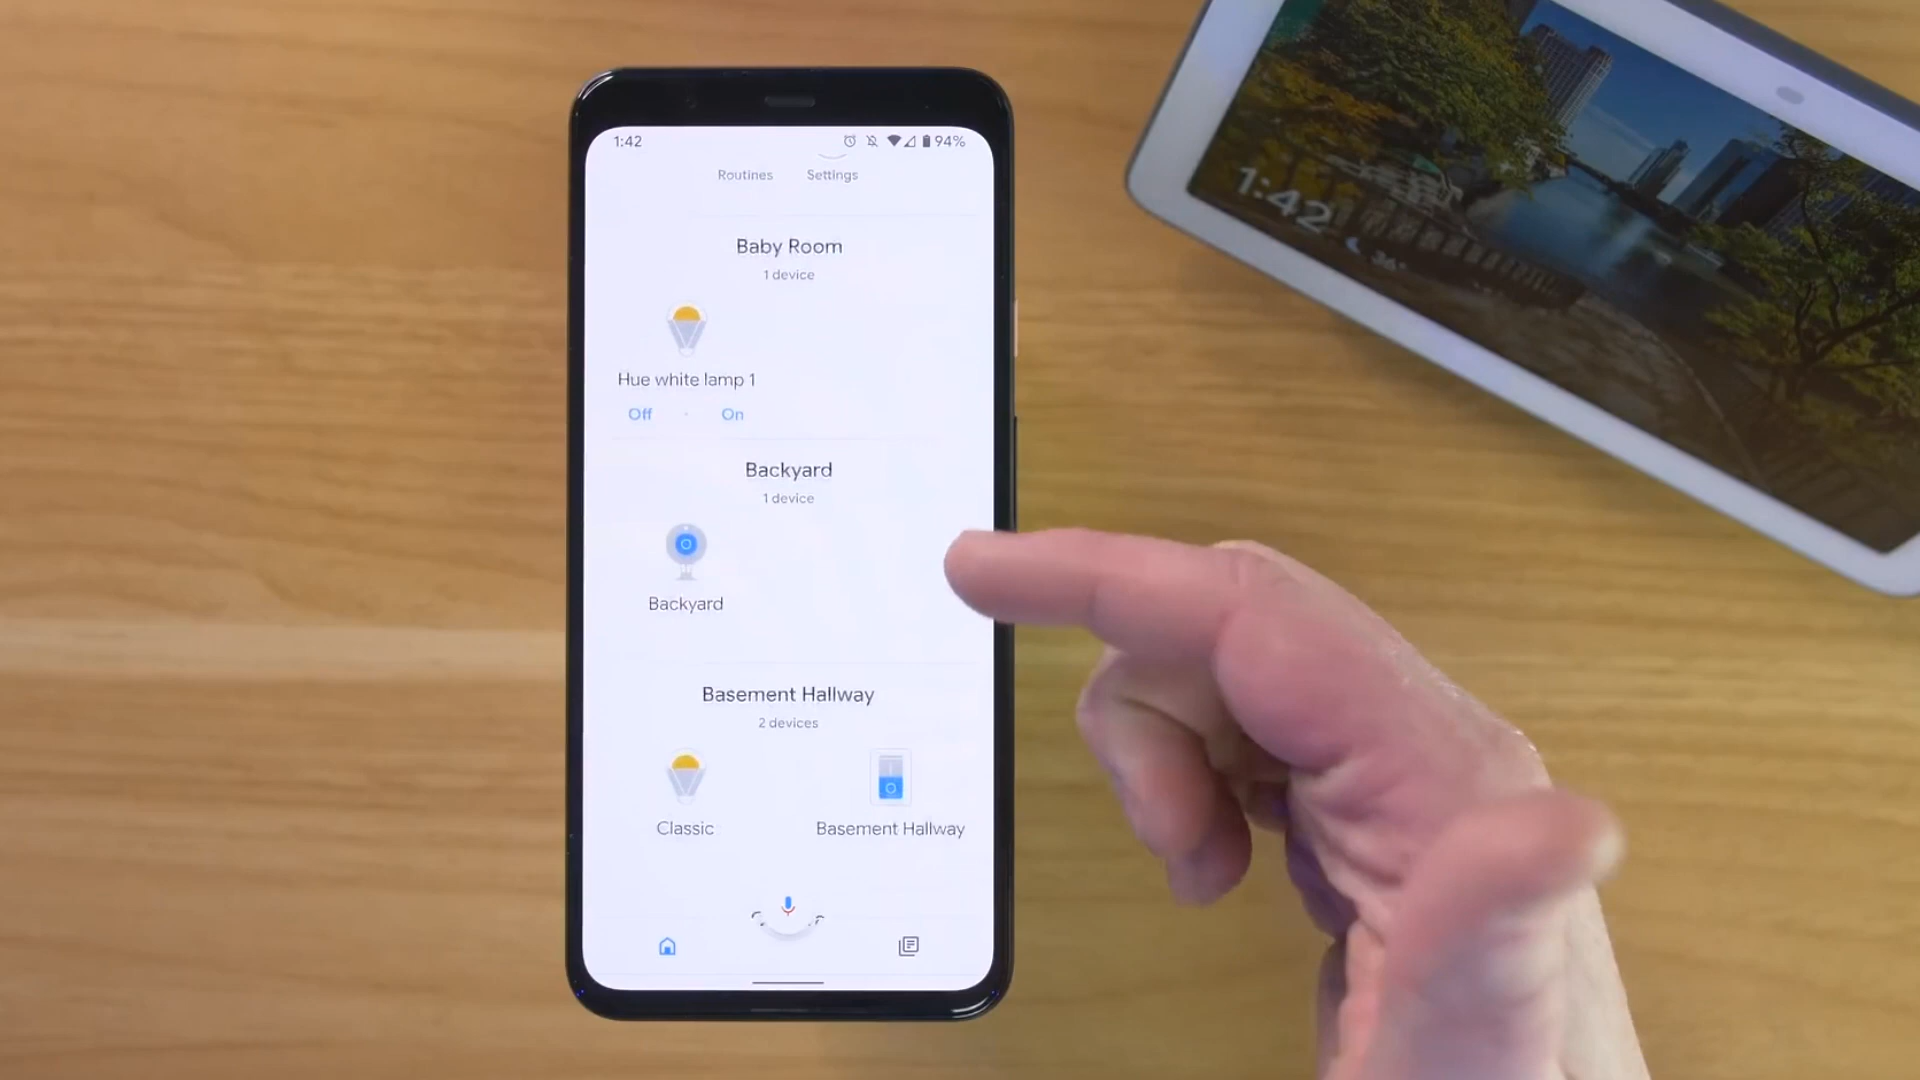 1:42
94%
Routines Settings
Baby Room
1 device
Hue white lamp 1
Off · On
Backyard
1 device
Backyard
Basement Hallway
2 devices
Classic Basement Hallway
1:42
36°